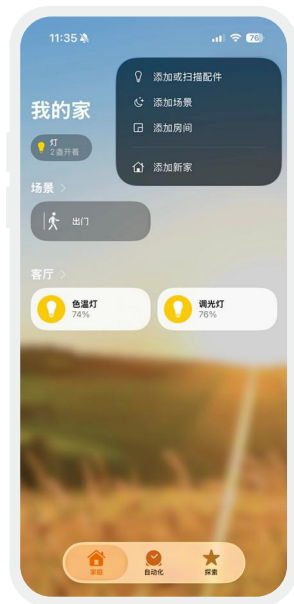 11:35
76
添加或扫描配件
添加场景
添加房间
添加新家
我的家
灯
2盏开着
场景
出门
客厅
色温灯
74%
调光灯
76%
家庭
自动化
探索